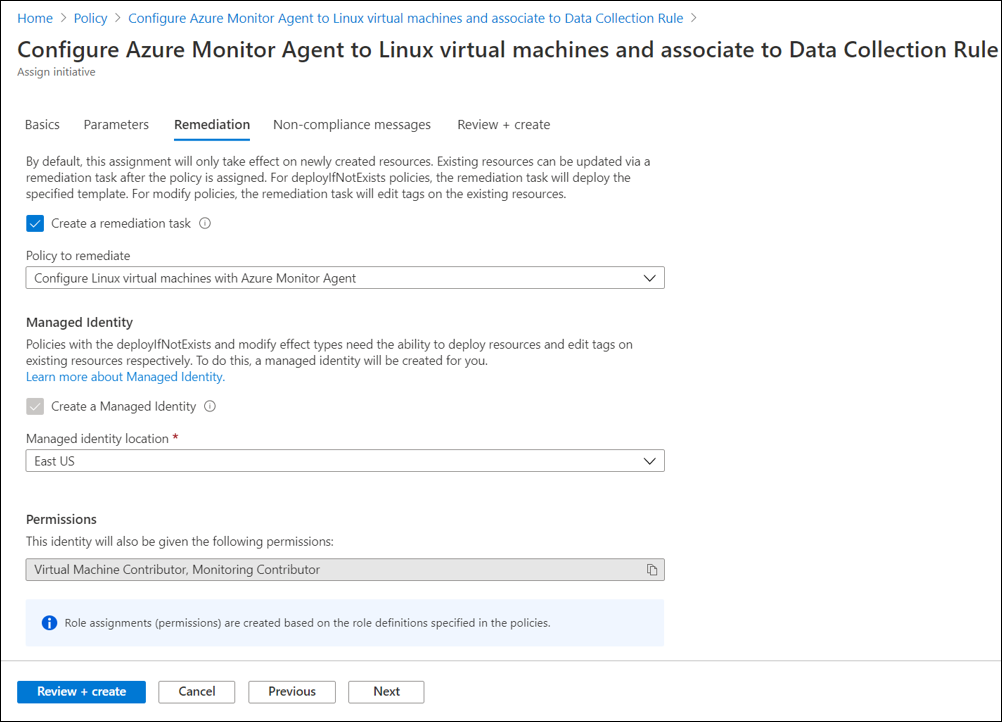 Home > Policy > Configure Azure Monitor Agent to Linux virtual machines and associate to Data Collection Rule >
Configure Azure Monitor Agent to Linux virtual machines and associate to Data Collection Rule
Assign initiative
Basics Parameters Remediation Non-compliance messages Review + create
By default, this assignment will only take effect on newly created resources. Existing resources can be updated via a
remediation task after the policy is assigned. For deployIfNotExists policies, the remediation task will deploy the
specified template. For modify policies, the remediation task will edit tags on the existing resources.
Create a remediation task
Policy to remediate
Configure Linux virtual machines with Azure Monitor Agent
Managed Identity
Policies with the deployIfNotExists and modify effect types need the ability to deploy resources and edit tags on
existing resources respectively. To do this, a managed identity will be created for you.
Learn more about Managed Identity.
Create a Managed Identity
Managed identity location *
East US
Permissions
This identity will also be given the following permissions:
Virtual Machine Contributor, Monitoring Contributor
Role assignments (permissions) are created based on the role definitions specified in the policies.
Review + create Cancel Previous Next